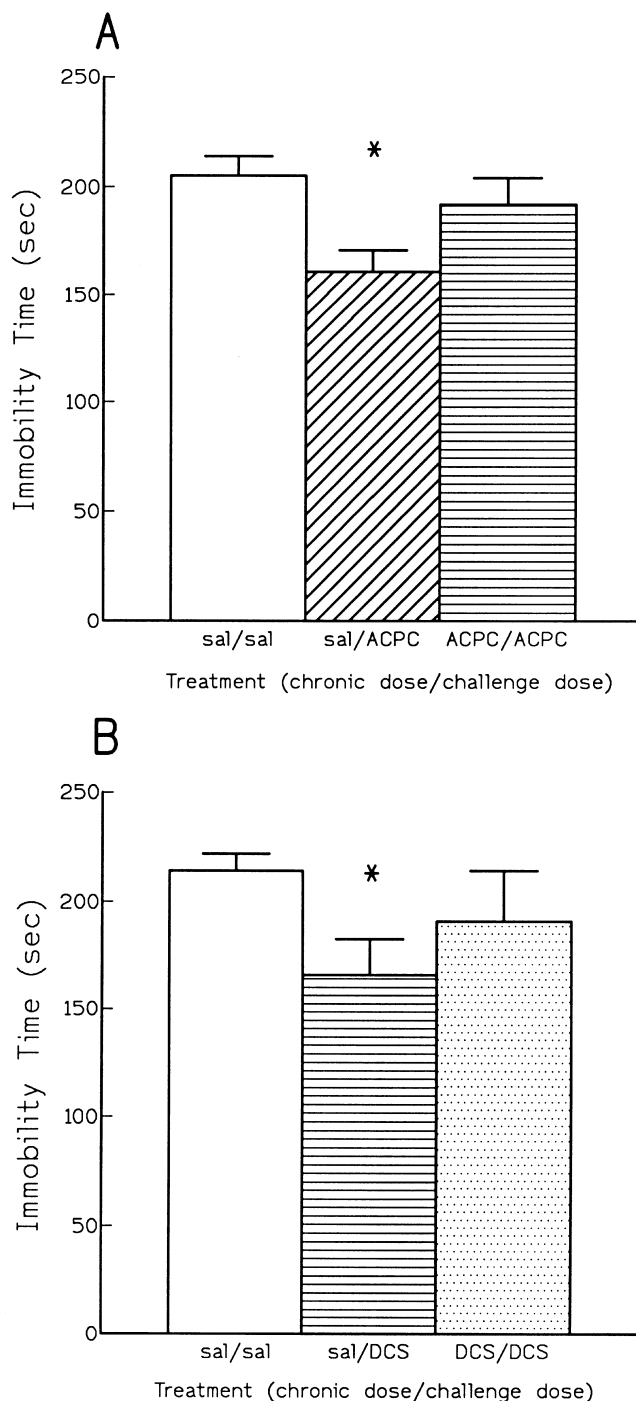 A
250
200
150
100
50
0
Immobility Time (sec)
*
sal/sal sal/ACPC ACPC/ACPC
Treatment (chronic dose/challenge dose)
B
250
200
150
100
50
0
Immobility Time (sec)
*
sal/sal sal/DCS DCS/DCS
Treatment (chronic dose/challenge dose)